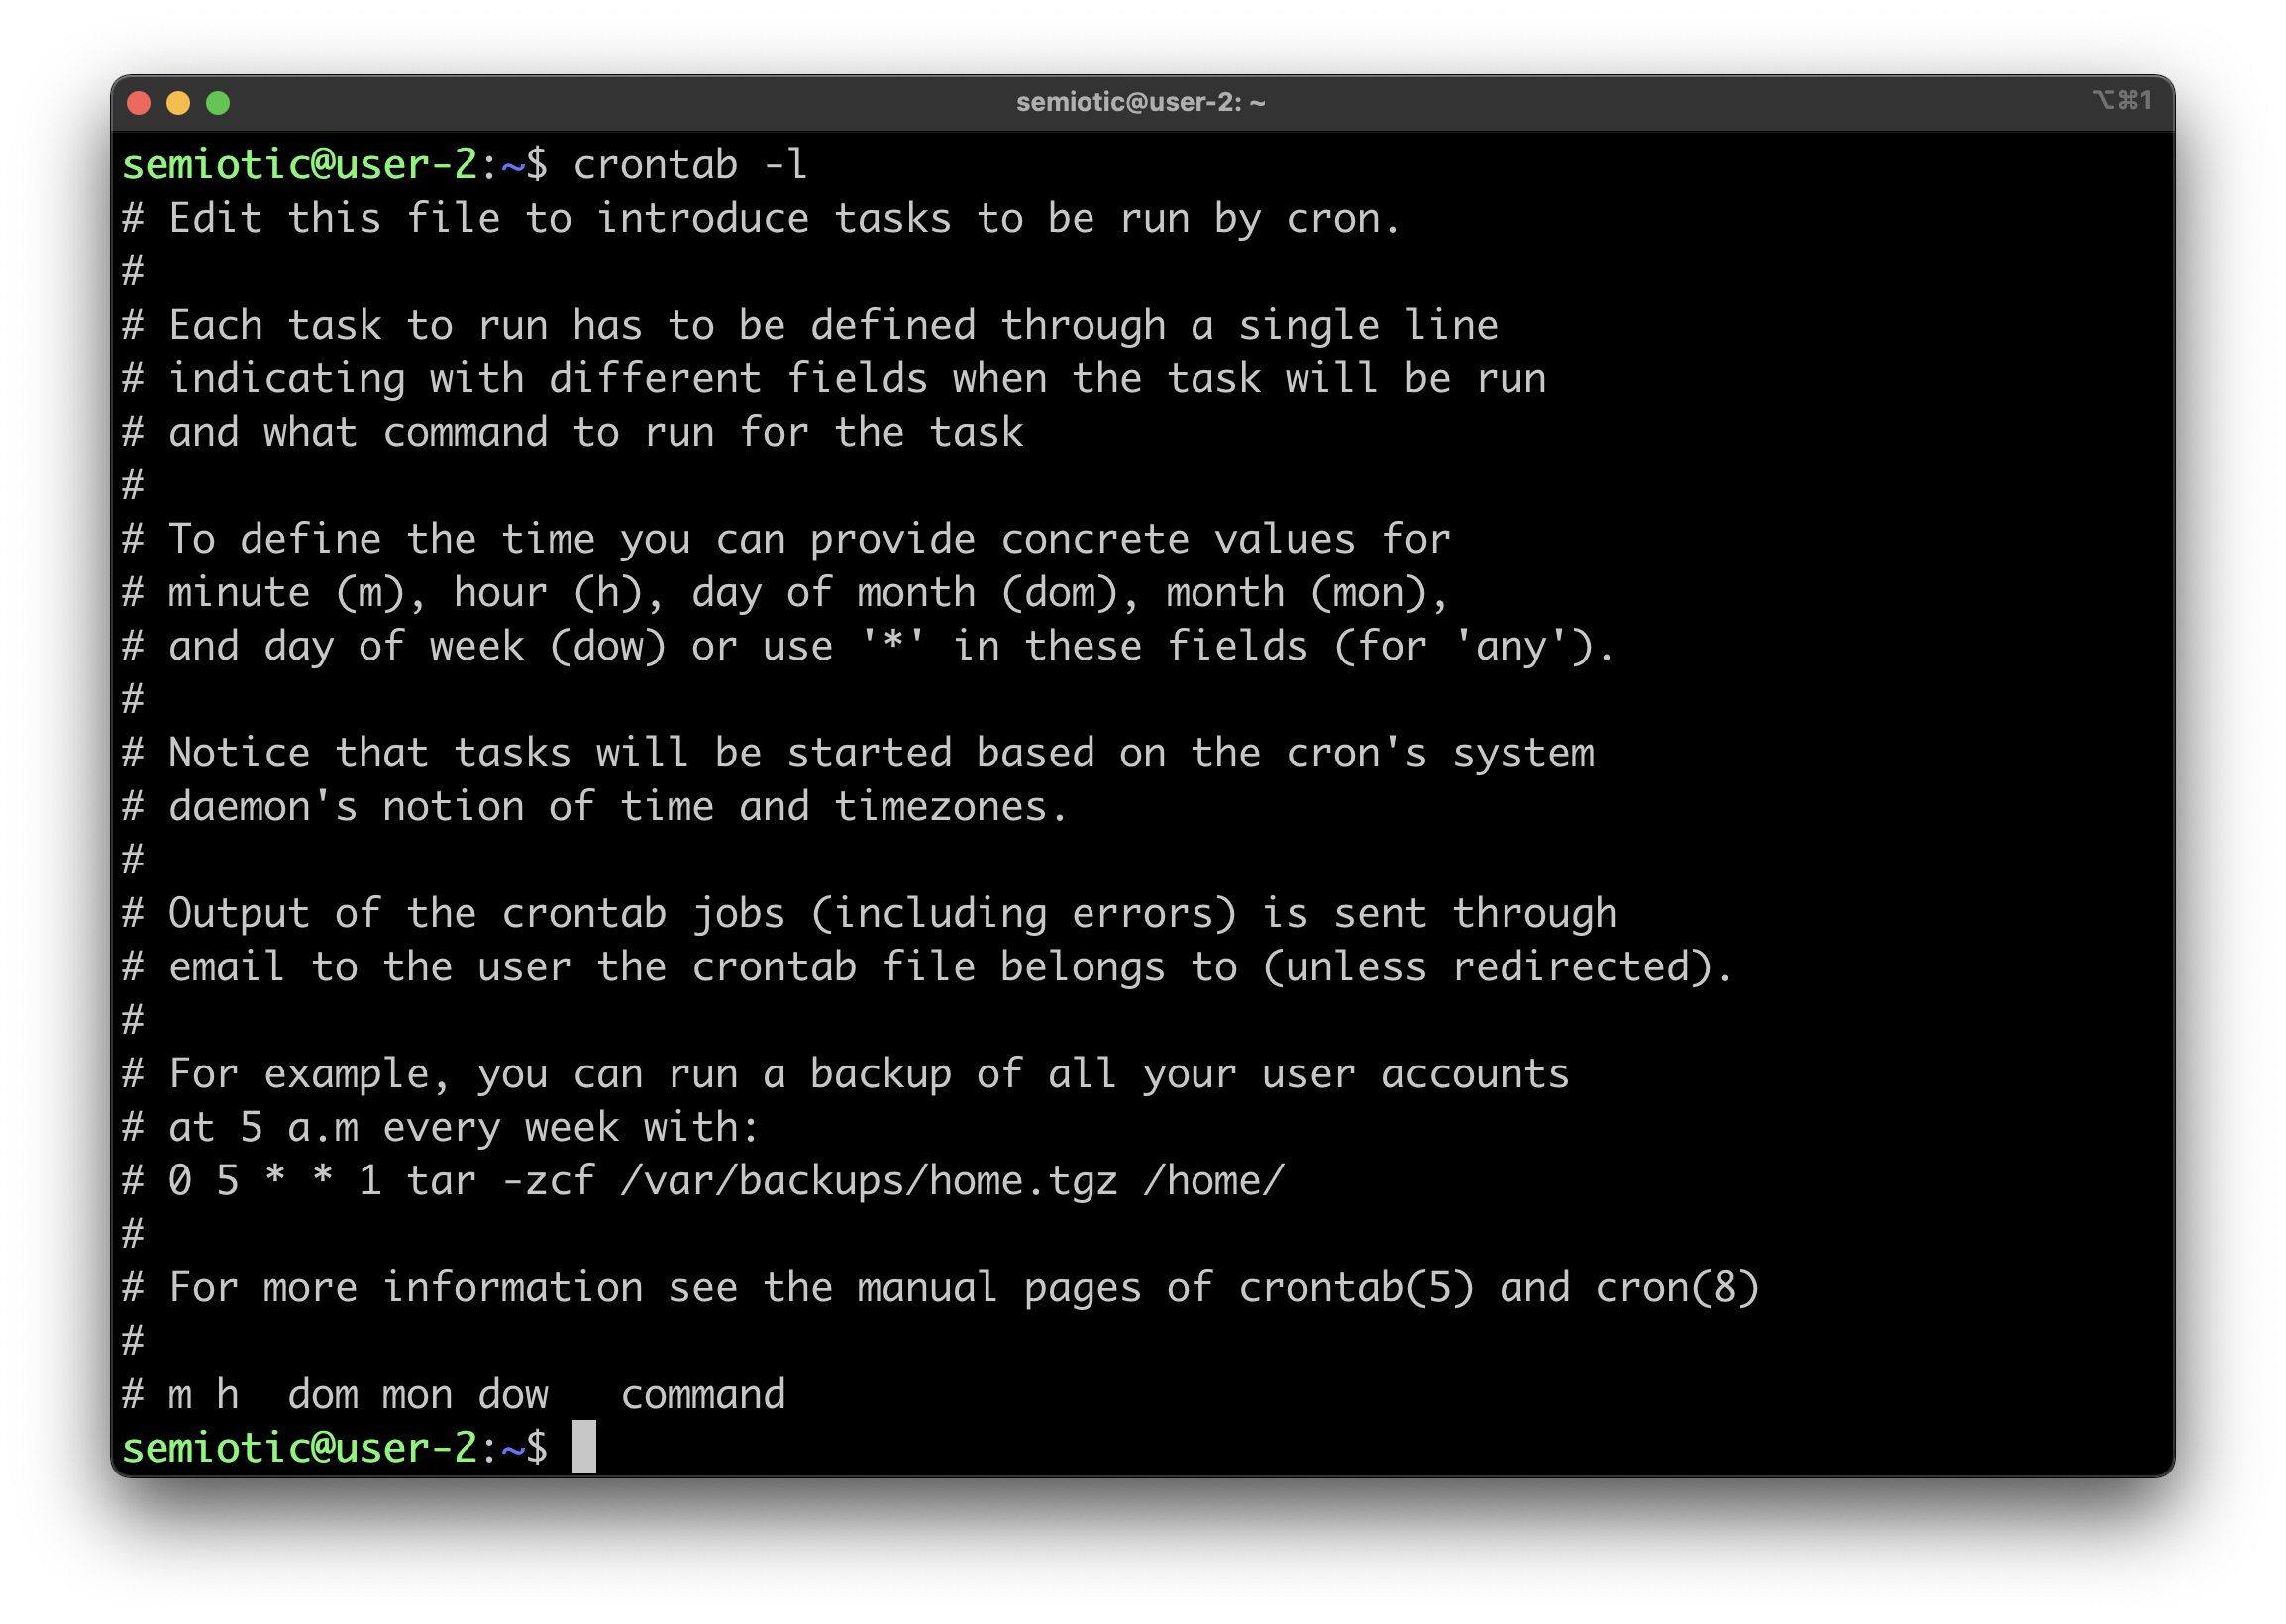 semiotic@user-2: ~
⌥⌘1
semiotic@user-2:~$ crontab -l
# Edit this file to introduce tasks to be run by cron.
#
# Each task to run has to be defined through a single line
# indicating with different fields when the task will be run
# and what command to run for the task
#
# To define the time you can provide concrete values for
# minute (m), hour (h), day of month (dom), month (mon),
# and day of week (dow) or use '*' in these fields (for 'any').
#
# Notice that tasks will be started based on the cron's system
# daemon's notion of time and timezones.
#
# Output of the crontab jobs (including errors) is sent through
# email to the user the crontab file belongs to (unless redirected).
#
# For example, you can run a backup of all your user accounts
# at 5 a.m every week with:
# 0 5 * * 1 tar -zcf /var/backups/home.tgz /home/
#
# For more information see the manual pages of crontab(5) and cron(8)
#
# m h  dom mon dow   command
semiotic@user-2:~$